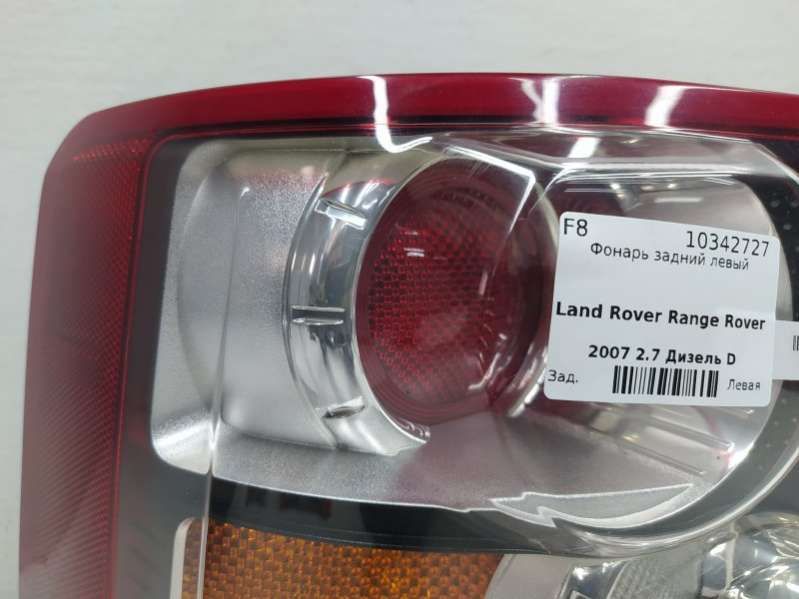 F8 10342727
Фонарь задний левый
Land Rover Range Rover
2007 2.7 Дизель D
Зад. Левая